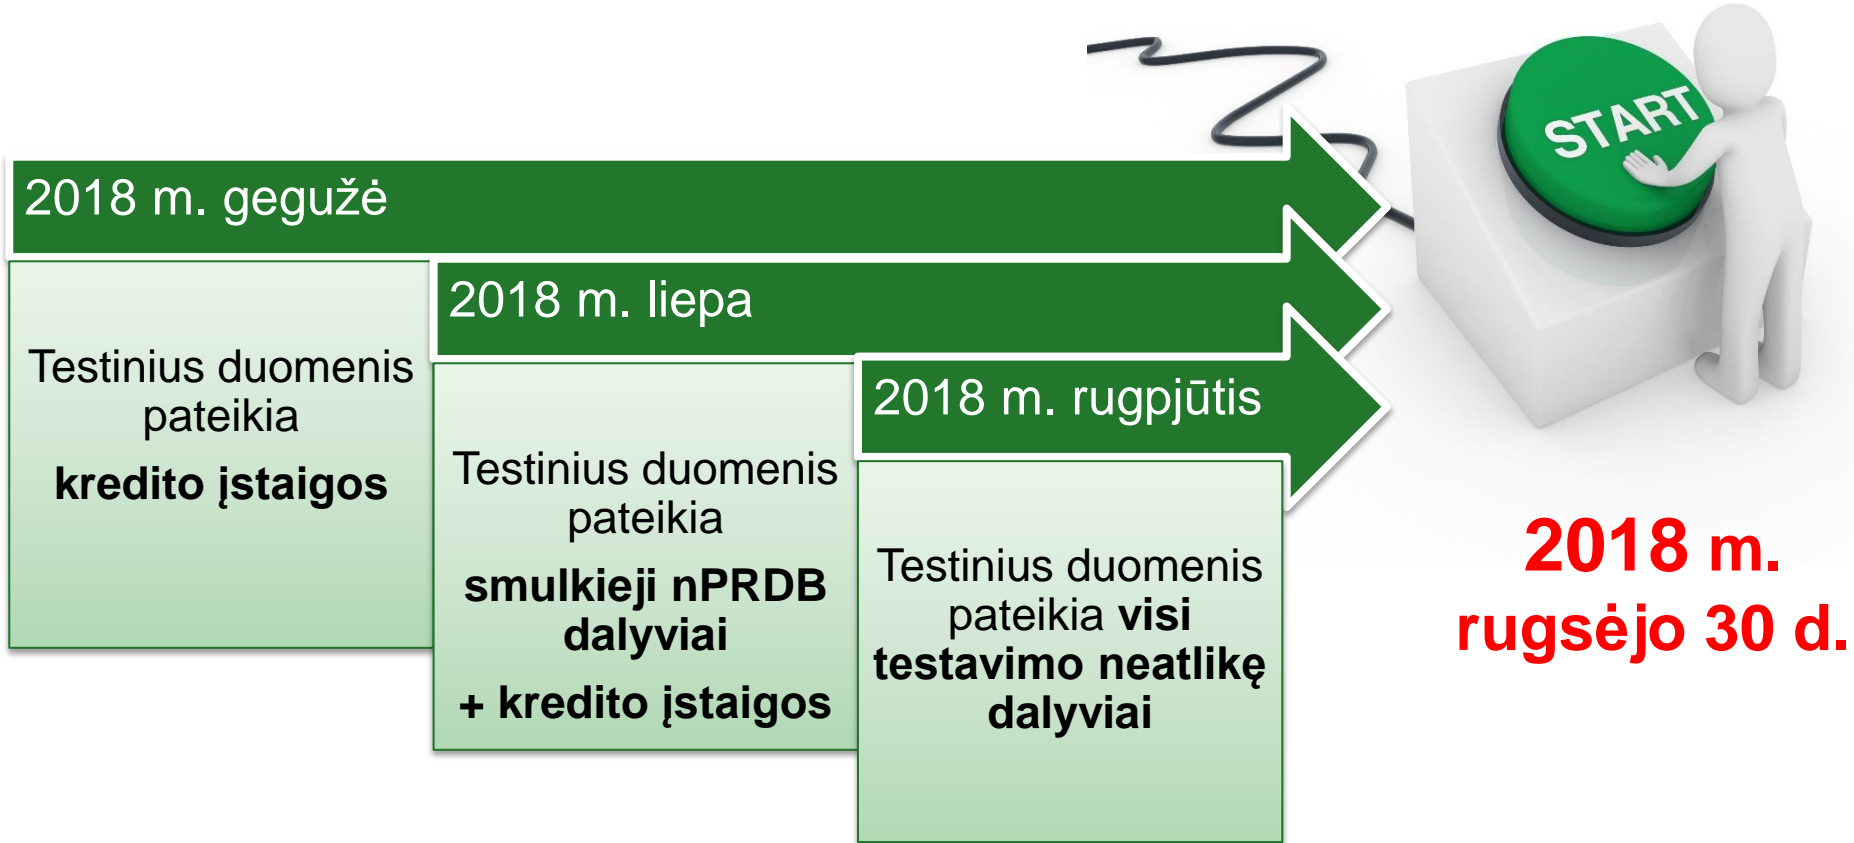 START
2018 m. gegužė
Testinius duomenis
pateikia
kredito įstaigos
2018 m. liepa
Testinius duomenis
pateikia
smulkieji nPRDB
dalyviai
+ kredito įstaigos
2018 m. rugpjūtis
Testinius duomenis
pateikia visi
testavimo neatlikę
dalyviai
2018 m.
rugsėjo 30 d.